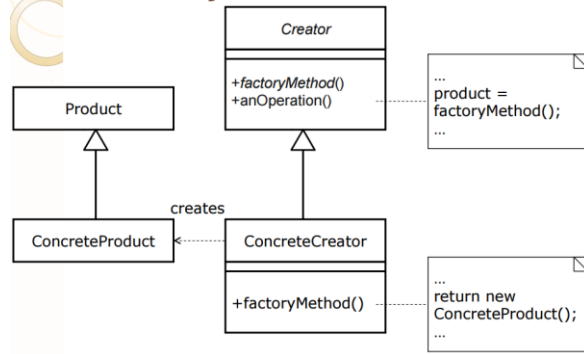 Creator
+factoryMethod()
+anOperation()
...
product =
factoryMethod();
...
Product
creates
ConcreteProduct
ConcreteCreator
+factoryMethod()
...
return new
ConcreteProduct();
...